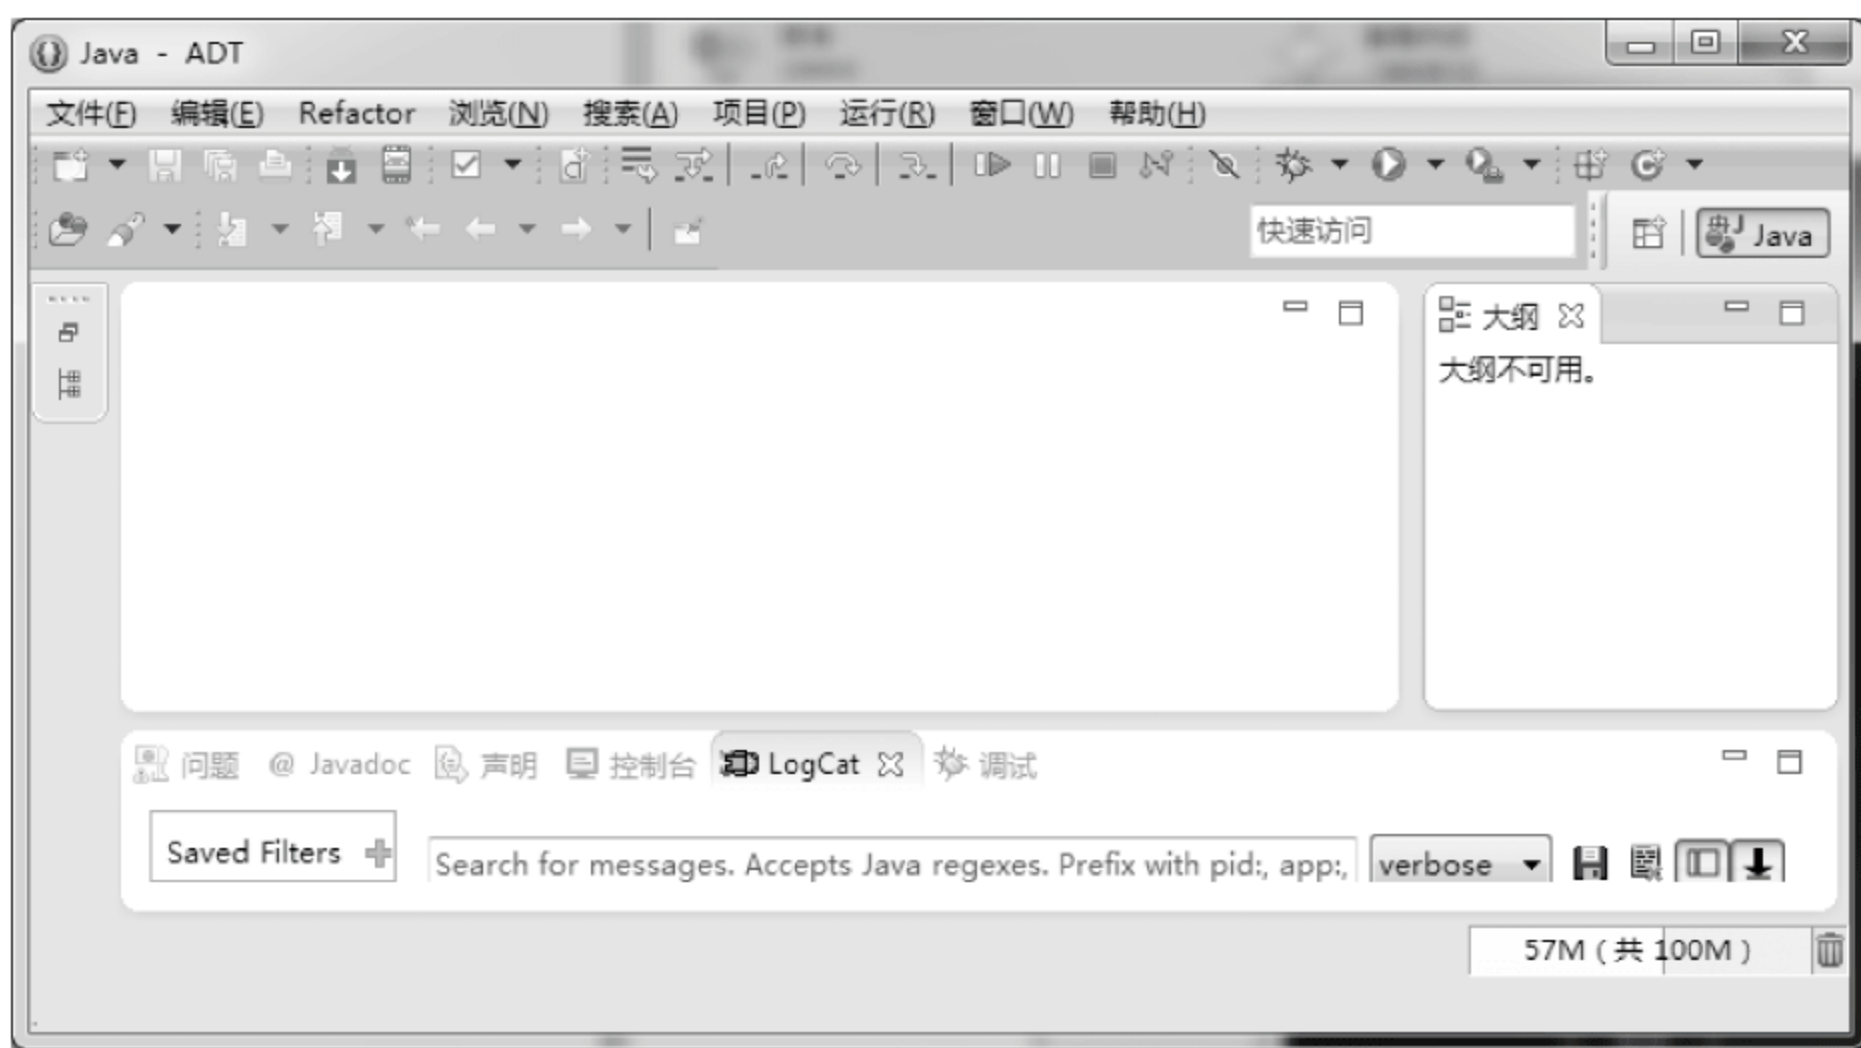 Java - ADT
文件(F) 编辑(E) Refactor 浏览(N) 搜索(A) 项目(P) 运行(R) 窗口(W) 帮助(H)
快速访问 Java
大纲
大纲不可用。
问题 @ Javadoc 声明 控制台 LogCat 调试
Saved Filters Search for messages. Accepts Java regexes. Prefix with pid:, app:, verbose
57M (共 100M)